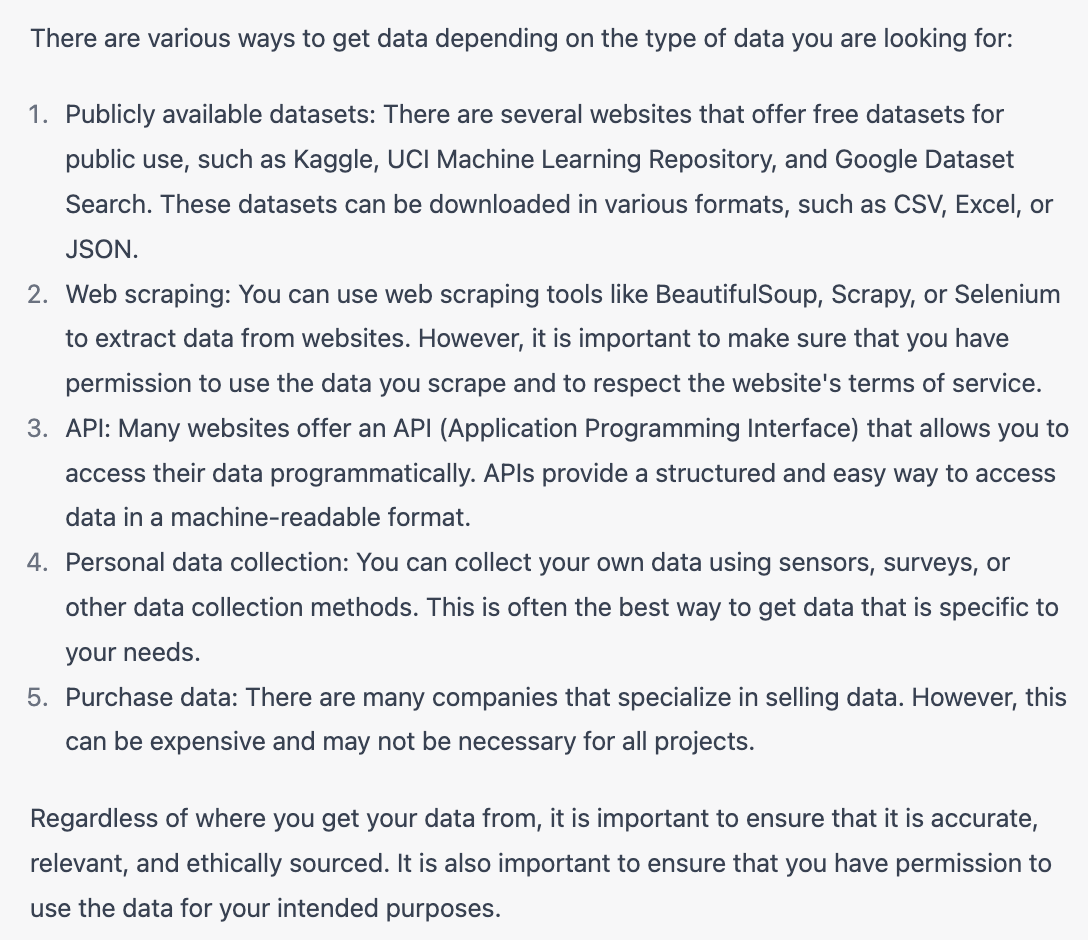 There are various ways to get data depending on the type of data you are looking for:
1. Publicly available datasets: There are several websites that offer free datasets for
public use, such as Kaggle, UCI Machine Learning Repository, and Google Dataset
Search. These datasets can be downloaded in various formats, such as CSV, Excel, or
JSON.
2. Web scraping: You can use web scraping tools like BeautifulSoup, Scrapy, or Selenium
to extract data from websites. However, it is important to make sure that you have
permission to use the data you scrape and to respect the website's terms of service.
3. API: Many websites offer an API (Application Programming Interface) that allows you to
access their data programmatically. APIs provide a structured and easy way to access
data in a machine-readable format.
4. Personal data collection: You can collect your own data using sensors, surveys, or
other data collection methods. This is often the best way to get data that is specific to
your needs.
5. Purchase data: There are many companies that specialize in selling data. However, this
can be expensive and may not be necessary for all projects.
Regardless of where you get your data from, it is important to ensure that it is accurate,
relevant, and ethically sourced. It is also important to ensure that you have permission to
use the data for your intended purposes.